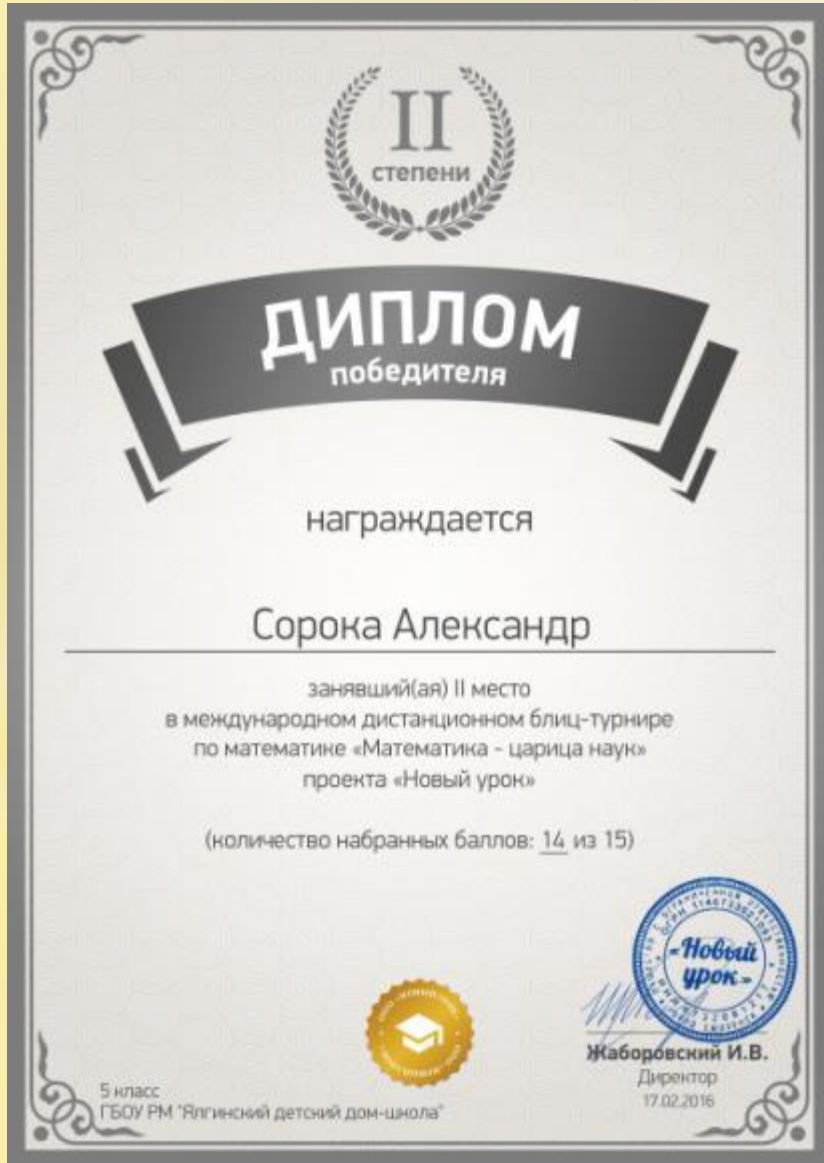 II
степени
ДИПЛОМ
победителя
награждается
Сорока Александр
занявший(ая) II место
в международном дистанционном блиц-турнире
по математике «Математика - царица наук»
проекта «Новый урок»
(количество набранных баллов: 14 из 15)
«Новый
урок»
Жаборовский И.В.
Директор
17.02.2016
5 класс
ГБОУ РМ "Ялгинский детский дом-школа"